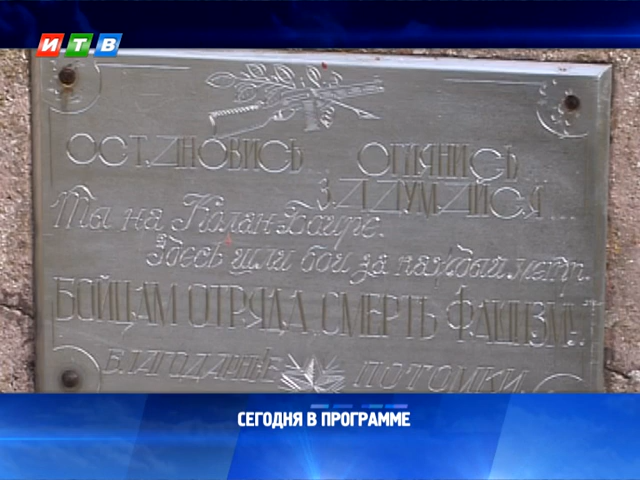 ИТВ
ОСТАНОВИСЬ... ОГЛЯНИСЬ
ЗАДУМАЙСЯ...
Ты на Колан-Баире.
Здесь шли бои за каждый метр.
БОЙЦАМ ОТРЯДА „СМЕРТЬ ФАШИЗМУ“
БЛАГОДАРНЫЕ ПОТОМКИ.
СЕГОДНЯ В ПРОГРАММЕ